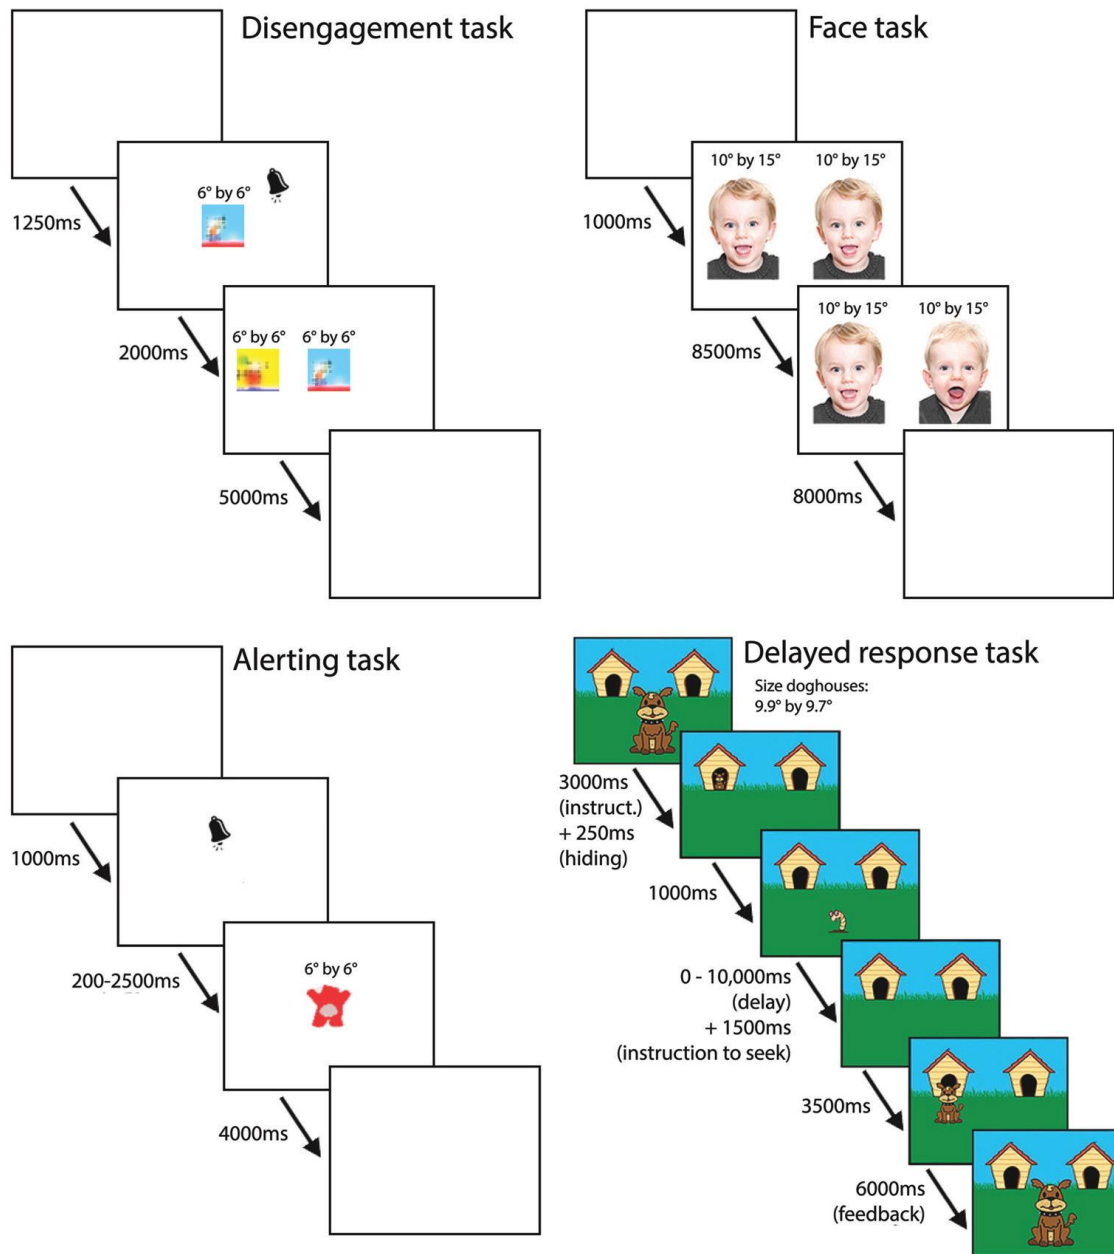 Disengagement task
6° by 6°
1250ms
6° by 6°
6° by 6°
2000ms
5000ms
Face task
10° by 15°
10° by 15°
1000ms
10° by 15°
10° by 15°
8500ms
8000ms
Alerting task
1000ms
200-2500ms
6° by 6°
4000ms
Delayed response task
Size doghouses:
9.9° by 9.7°
3000ms
(instruct.)
+ 250ms
(hiding)
1000ms
0 - 10,000ms
(delay)
+ 1500ms
(instruction to seek)
3500ms
6000ms
(feedback)